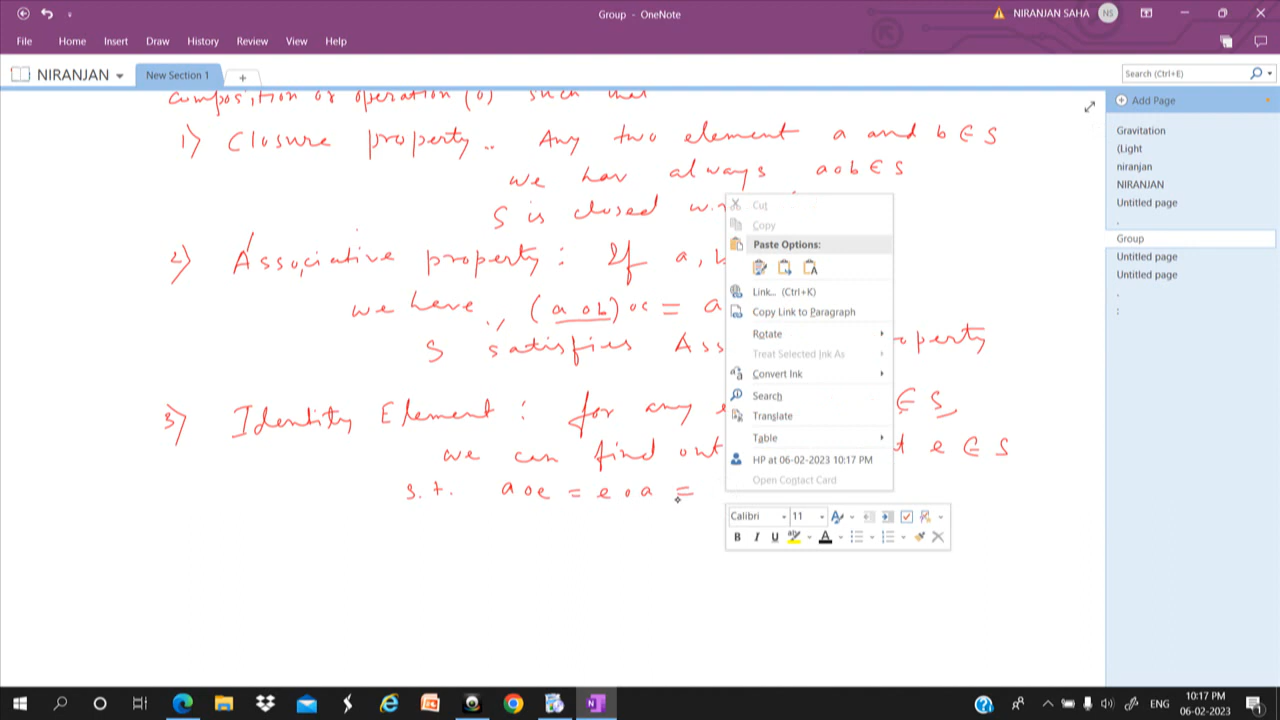 Group - OneNote
NIRANJAN SAHA NS
File Home Insert Draw History Review View Help
NIRANJAN New Section 1 +
Search (Ctrl+E)
Add Page
Gravitation
(Light
niranjan
NIRANJAN
Untitled page
.
Group
Untitled page
Untitled page
.
:
composition or operation (o) such that
1) Closure property .. Any two element a and b ∈ S
we hav always aob ∈ S
S is closed w.r
2) Associative property : If a, b
we have, (aob)oc = a
S satisfies Ass property
3) Identity Element : for any e ∈ S,
we can find out t e ∈ S
s.t. aoe = eoa =
Cut
Copy
Paste Options:
Link... (Ctrl+K)
Copy Link to Paragraph
Rotate
Treat Selected Ink As
Convert Ink
Search
Translate
Table
HP at 06-02-2023 10:17 PM
Open Contact Card
Calibri 11
B I U ab A
ENG
10:17 PM
06-02-2023
1